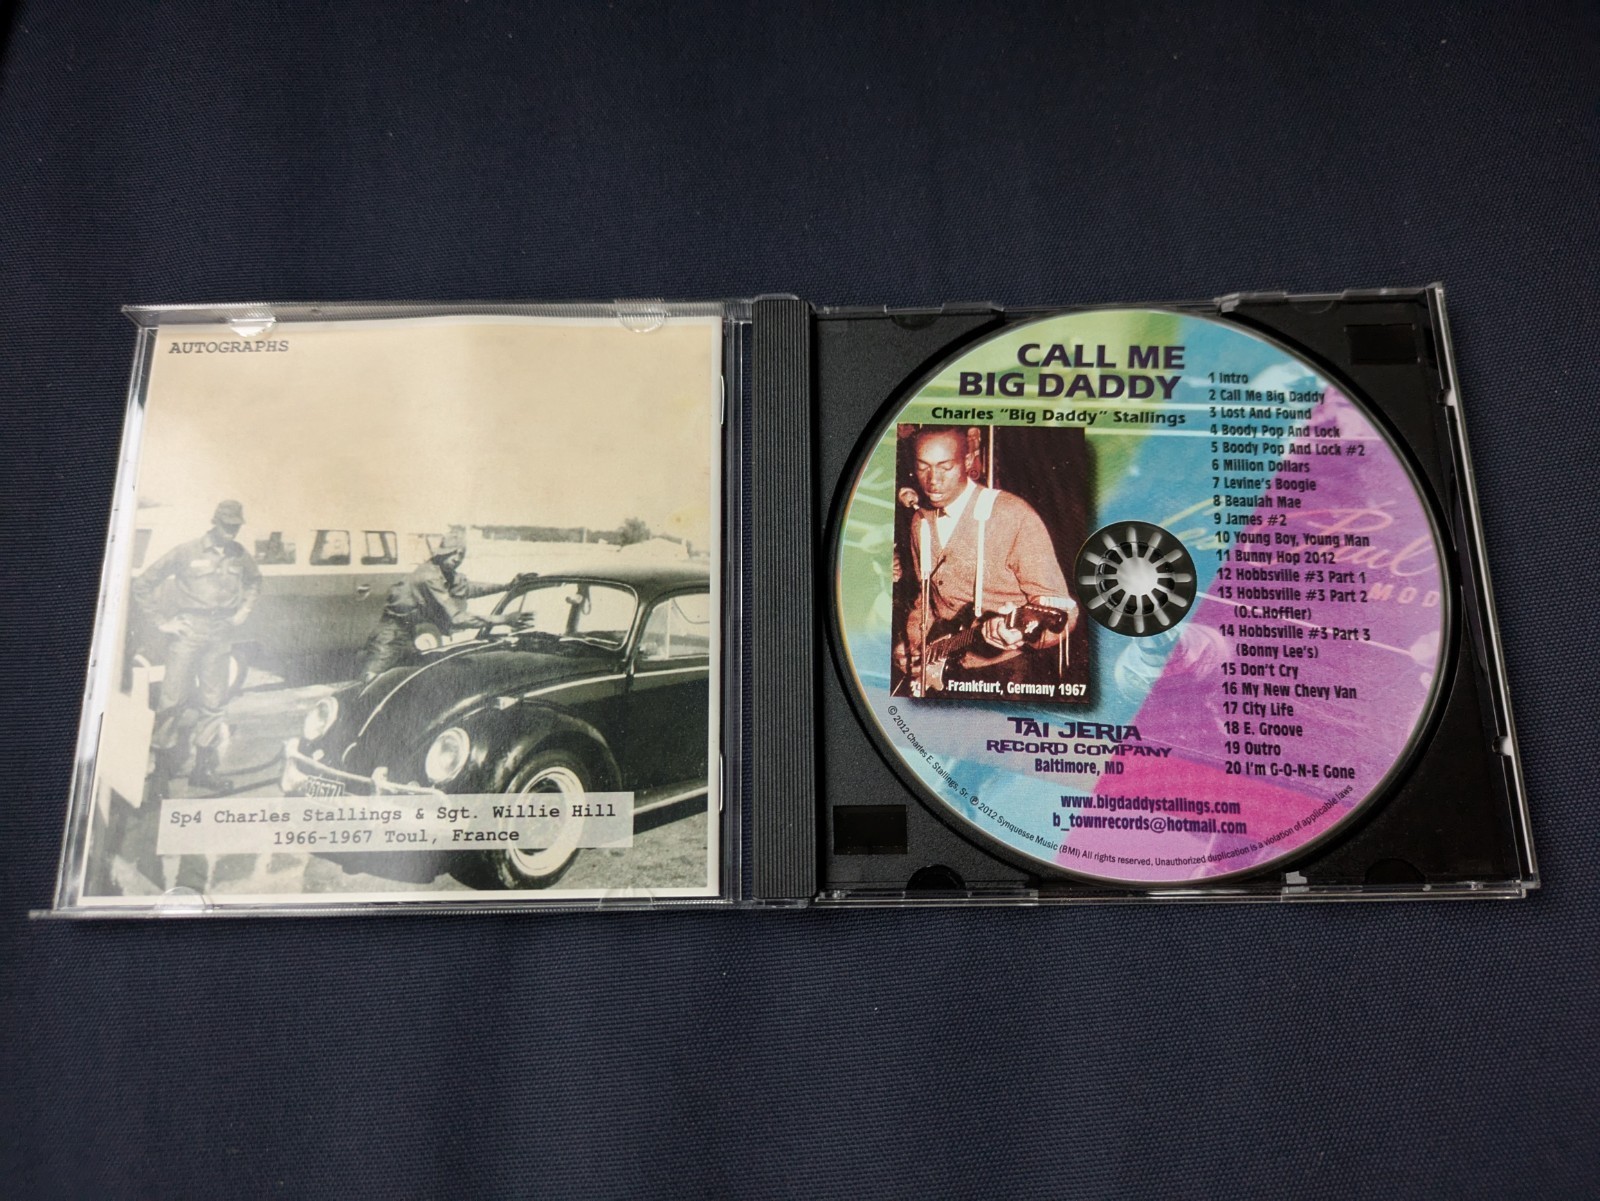 AUTOGRAPHS
Sp4 Charles Stallings & Sgt. Willie Hill
1966-1967 Toul, France
CALL ME
BIG DADDY
Charles "Big Daddy" Stallings
Frankfurt, Germany 1967
TAI JERIA
RECORD COMPANY
Baltimore, MD
1 Intro
2 Call Me Big Daddy
3 Lost And Found
4 Boody Pop And Lock
5 Boody Pop And Lock #2
6 Million Dollars
7 Levine's Boogie
8 Beaulah Mae
9 James #2
10 Young Boy, Young Man
11 Bunny Hop 2012
12 Hobbsville #3 Part 1
13 Hobbsville #3 Part 2
(O.C.Hoffler)
14 Hobbsville #3 Part 3
(Bonny Lee's)
15 Don't Cry
16 My New Chevy Van
17 City Life
18 E. Groove
19 Outro
20 I'm G-O-N-E Gone
Paul
MOD
www.bigdaddystallings.com
b_townrecords@hotmail.com
© 2012 Charles E. Stallings, Sr. ℗ 2012 Synquesse Music (BMI) All rights reserved. Unauthorized duplication is a violation of applicable laws